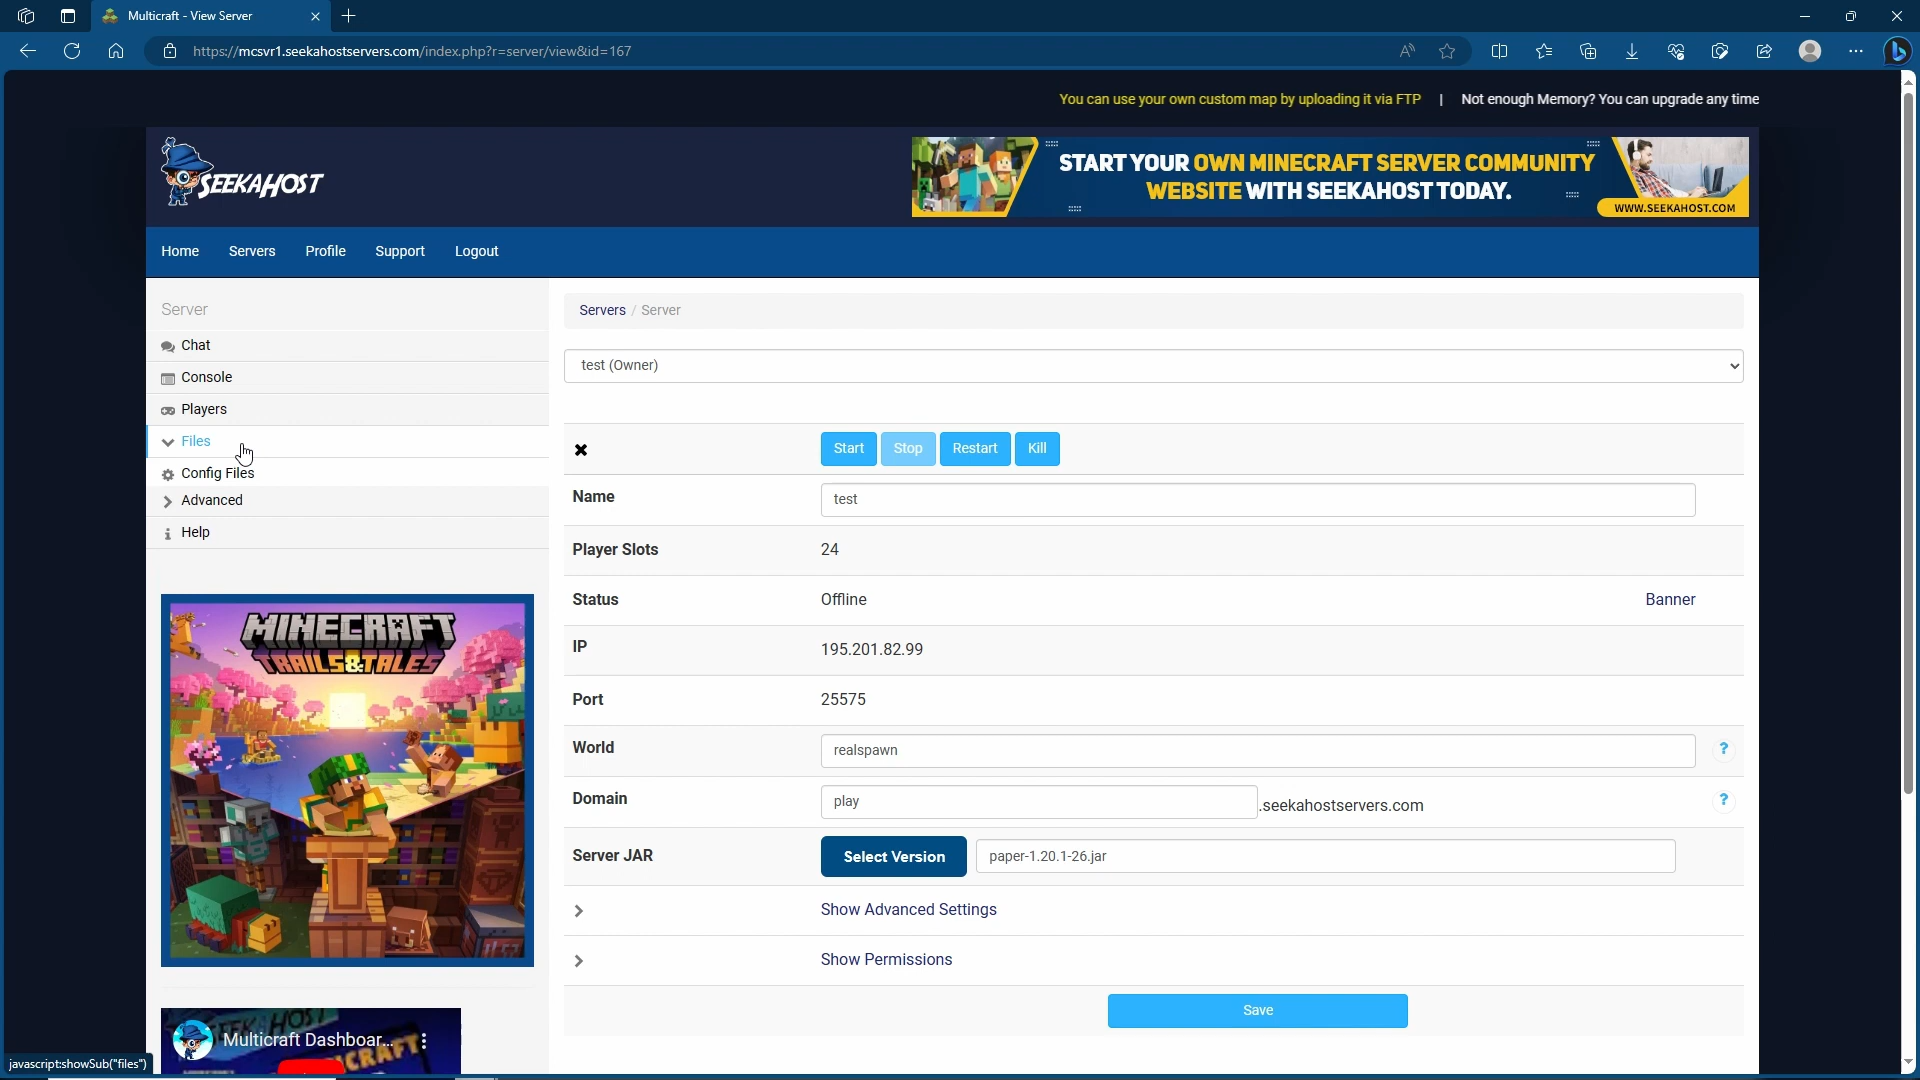 Multicraft - View Server
https://mcsvr1.seekahostservers.com/index.php?r=server/view&id=167
You can use your own custom map by uploading it via FTP | Not enough Memory? You can upgrade any time
SEEKAHOST
START YOUR OWN MINECRAFT SERVER COMMUNITY
WEBSITE WITH SEEKAHOST TODAY.
WWW.SEEKAHOST.COM
Home Servers Profile Support Logout
Server
Chat
Console
Players
Files
Config Files
Advanced
Help
MINECRAFT
TRAILS & TALES
Multicraft Dashboar...
Servers / Server
test (Owner)
Start Stop Restart Kill
Name test
Player Slots 24
Status Offline Banner
IP 195.201.82.99
Port 25575
World realspawn ?
Domain play .seekahostservers.com ?
Server JAR Select Version paper-1.20.1-26.jar
Show Advanced Settings
Show Permissions
Save
javascript:showSub("files")